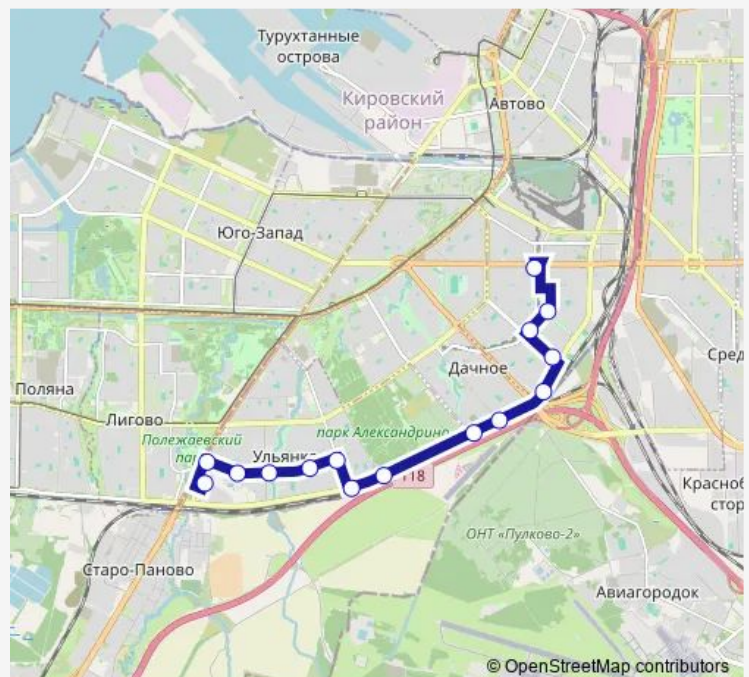 Турухтанные
острова
Кировский
район
Автово
Юго-Запад
Дачное
Сред
Поляна
Лигово
Полежаевский
пар
Ульянка
парк Александрино
118
Красноб
стор
ОНТ «Пулково-2»
Старо-Паново
Авиагородок
© OpenStreetMap contributors